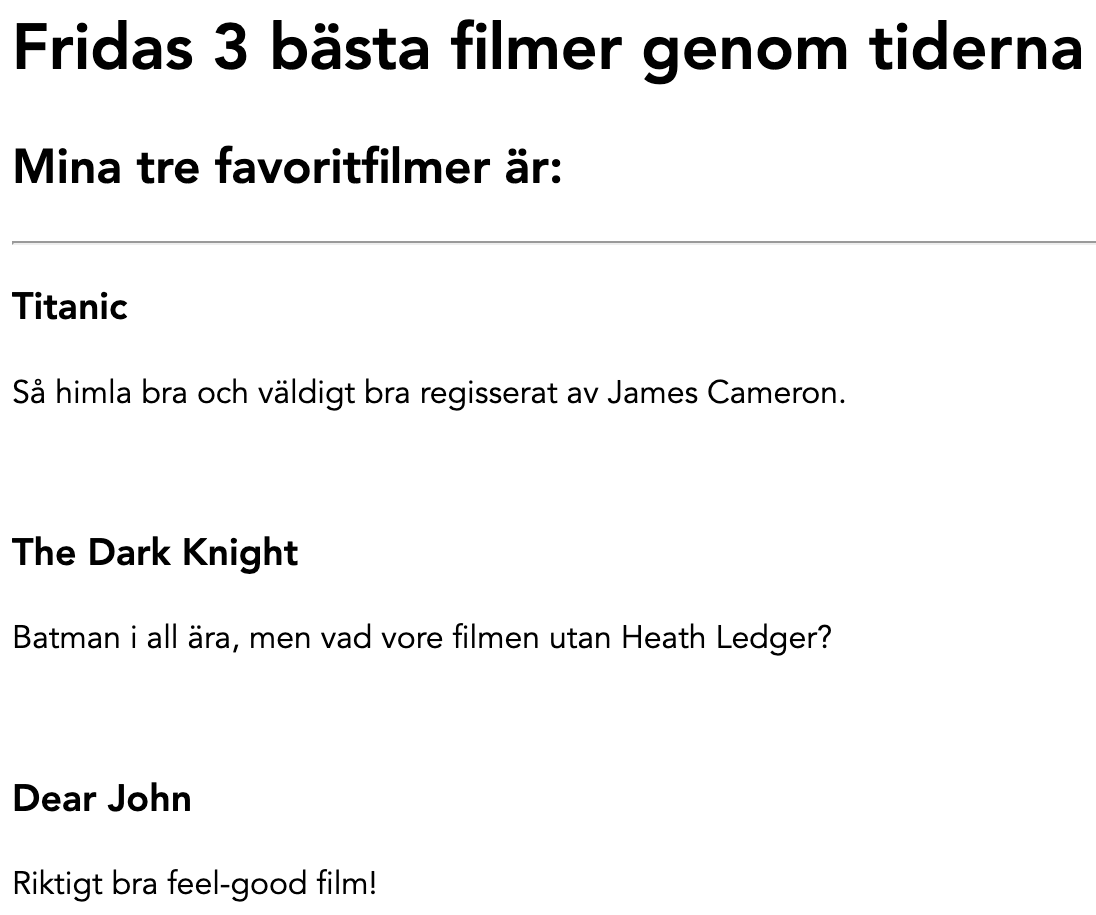 Fridas 3 bästa filmer genom tiderna
Mina tre favoritfilmer är:
Titanic
Så himla bra och väldigt bra regisserat av James Cameron.
The Dark Knight
Batman i all ära, men vad vore filmen utan Heath Ledger?
Dear John
Riktigt bra feel-good film!